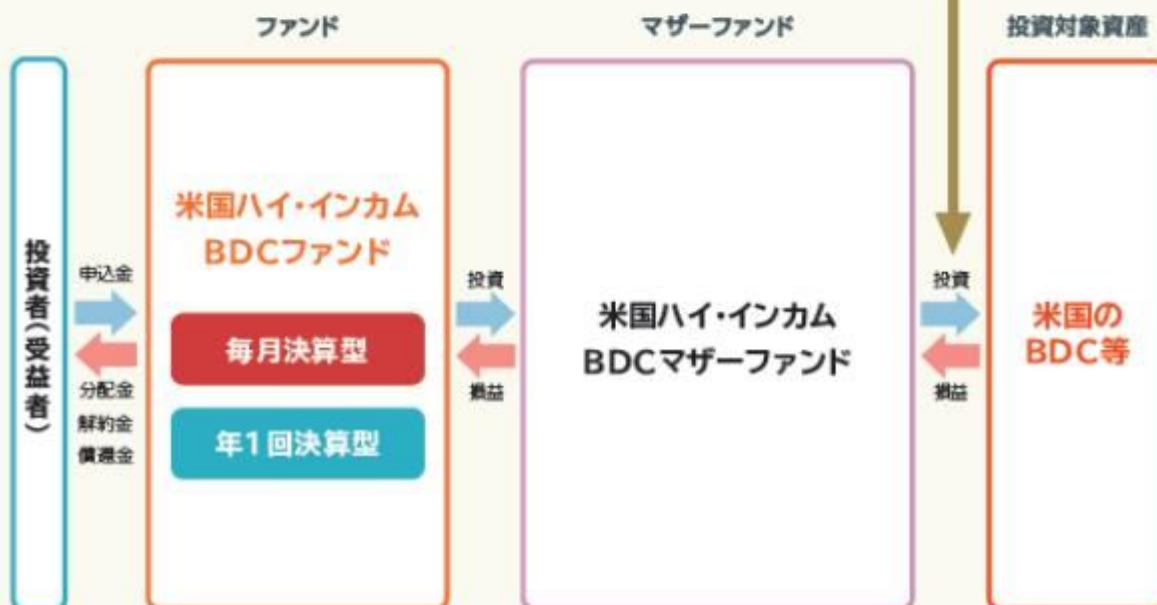 ファンド
マザーファンド
投資対象資産
投資者(受益者)
申込金
分配金
解約金
償還金
米国ハイ・インカム
BDCファンド
毎月決算型
年1回決算型
投資
損益
米国ハイ・インカム
BDCマザーファンド
投資
損益
米国の
BDC等